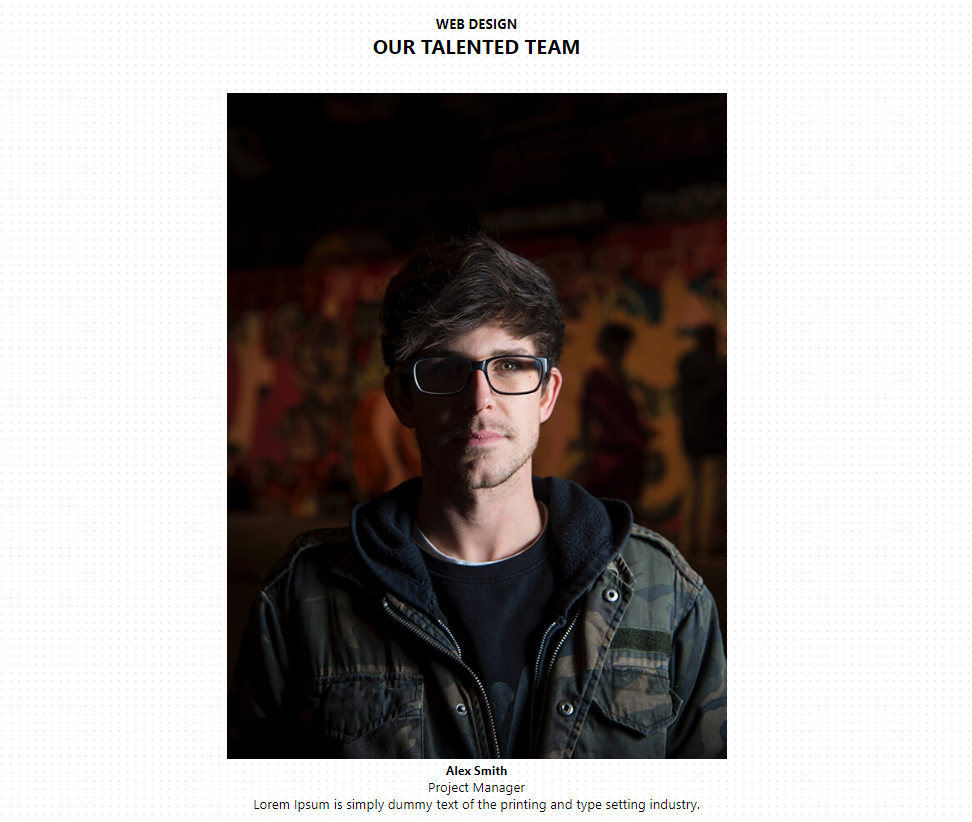 WEB DESIGN
OUR TALENTED TEAM
Alex Smith
Project Manager
Lorem Ipsum is simply dummy text of the printing and type setting industry.